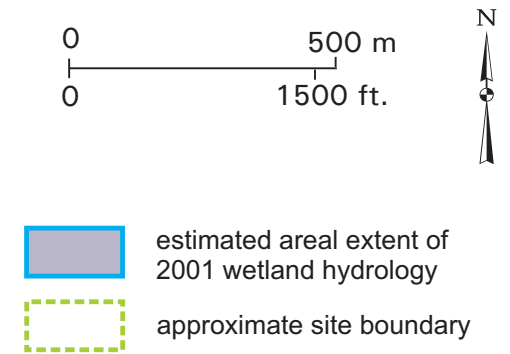 N
0 500 m
0 1500 ft.
estimated areal extent of
2001 wetland hydrology
approximate site boundary